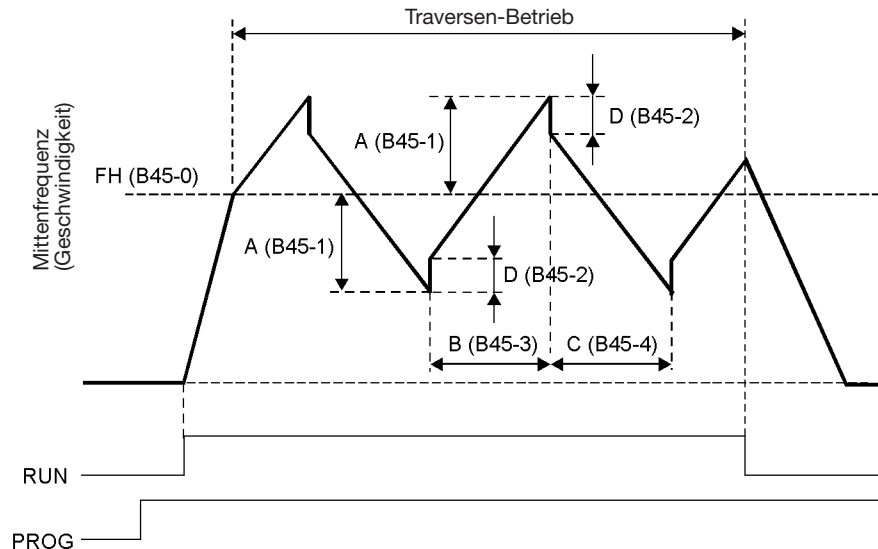 Traversen-Betrieb
Mittenfrequenz
(Geschwindigkeit)
D (B45-2)
A (B45-1)
FH (B45-0)
A (B45-1)
D (B45-2)
B (B45-3)
C (B45-4)
RUN
PROG